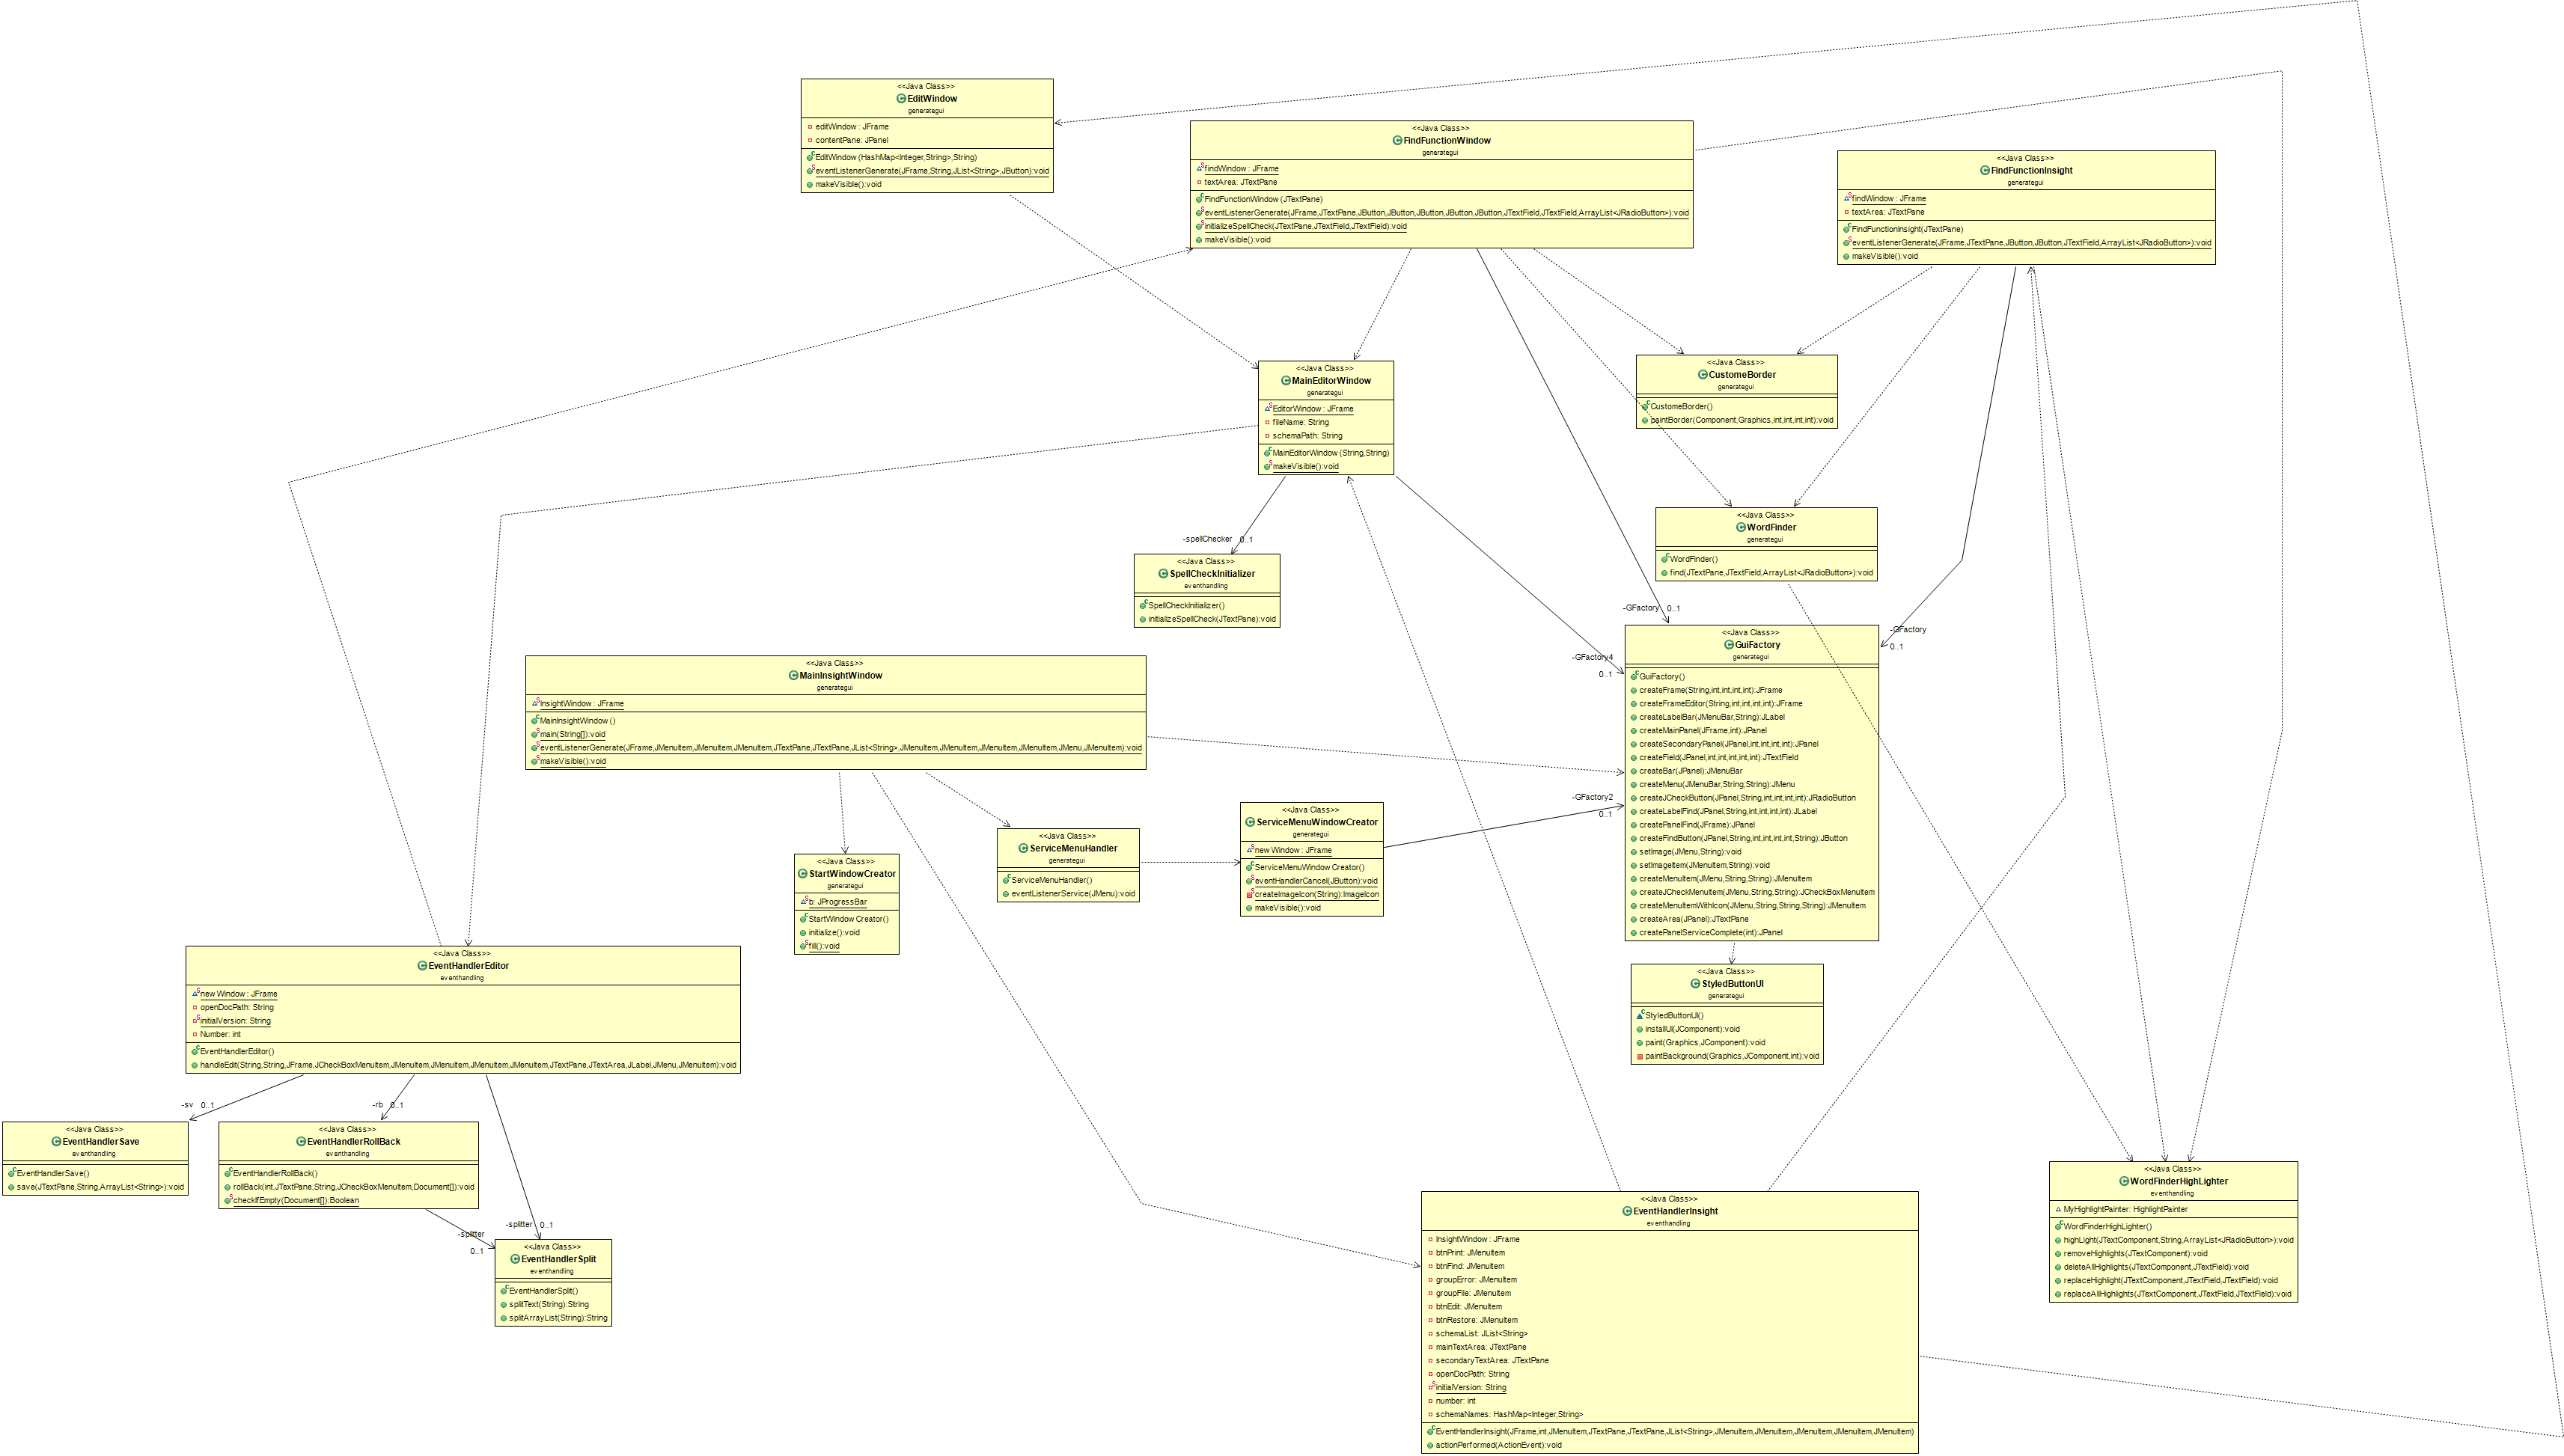 <<Java Class>>
EditWindow
generategui
editWindow : JFrame
contentPane: JPanel
EditWindow (HashMap<Integer,String>,String)
eventListenerGenerate(JFrame,String,JList<String>,JButton):void
makeVisible():void
<<Java Class>>
FindFunctionWindow
generategui
findWindow : JFrame
textArea: JTextPane
FindFunctionWindow (JTextPane)
eventListenerGenerate(JFrame,JTextPane,JButton,JButton,JButton,JButton,JButton,JTextField,JTextField,ArrayList<JRadioButton>):void
initializeSpellCheck(JTextPane,JTextField,JTextField):void
makeVisible():void
<<Java Class>>
FindFunctionInsight
generategui
findWindow : JFrame
textArea: JTextPane
FindFunctionInsight(JTextPane)
eventListenerGenerate(JFrame,JTextPane,JButton,JButton,JTextField,ArrayList<JRadioButton>):void
makeVisible():void
<<Java Class>>
MainEditorWindow
generategui
EditorWindow : JFrame
fileName: String
schemaPath: String
MainEditorWindow (String,String)
makeVisible():void
<<Java Class>>
CustomeBorder
generategui
CustomeBorder()
paintBorder(Component,Graphics,int,int,int,int):void
<<Java Class>>
WordFinder
generategui
WordFinder()
find(JTextPane,JTextField,ArrayList<JRadioButton>):void
-spellChecker 0..1
<<Java Class>>
SpellCheckInitializer
eventhandling
SpellCheckInitializer()
initializeSpellCheck(JTextPane):void
-GFactory 0..1
-GFactory
0..1
-GFactory4
0..1
<<Java Class>>
GuiFactory
generategui
GuiFactory()
createFrame(String,int,int,int,int):JFrame
createFrameEditor(String,int,int,int,int):JFrame
createLabelBar(JMenuBar,String):JLabel
createMainPanel(JFrame,int):JPanel
createSecondaryPanel(JPanel,int,int,int,int):JPanel
createField(JPanel,int,int,int,int,int):JTextField
createBar(JPanel):JMenuBar
createMenu(JMenuBar,String,String):JMenu
createJCheckButton(JPanel,String,int,int,int,int):JRadioButton
createLabelFind(JPanel,String,int,int,int,int):JLabel
createPanelFind(JFrame):JPanel
createFindButton(JPanel,String,int,int,int,int,String):JButton
setImage(JMenu,String):void
setImageItem(JMenuItem,String):void
createMenuItem(JMenu,String,String):JMenuItem
createJCheckMenuItem(JMenu,String,String):JCheckBoxMenuItem
createMenuItemWithIcon(JMenu,String,String,String):JMenuItem
createArea(JPanel):JTextPane
createPanelServiceComplete(int):JPanel
<<Java Class>>
MainInsightWindow
generategui
InsightWindow : JFrame
MainInsightWindow ()
main(String[]):void
eventListenerGenerate(JFrame,JMenuItem,JMenuItem,JMenuItem,JTextPane,JTextPane,JList<String>,JMenuItem,JMenuItem,JMenuItem,JMenuItem,JMenu,JMenuItem):void
makeVisible():void
-GFactory2
0..1
<<Java Class>>
ServiceMenuWindowCreator
generategui
new Window : JFrame
ServiceMenuWindow Creator()
eventHandlerCancel(JButton):void
createImageIcon(String):ImageIcon
makeVisible():void
<<Java Class>>
ServiceMenuHandler
generategui
ServiceMenuHandler()
eventListenerService(JMenu):void
<<Java Class>>
StartWindowCreator
generategui
b: JProgressBar
StartWindow Creator()
initialize():void
fill():void
<<Java Class>>
EventHandlerEditor
eventhandling
new Window : JFrame
openDocPath: String
initialVersion: String
Number: int
EventHandlerEditor()
handleEdit(String,String,JFrame,JCheckBoxMenuItem,JMenuItem,JMenuItem,JMenuItem,JMenuItem,JTextPane,JTextArea,JLabel,JMenu,JMenuItem):void
<<Java Class>>
StyledButtonUI
generategui
StyledButtonUI()
installUI(JComponent):void
paint(Graphics,JComponent):void
paintBackground(Graphics,JComponent,int):void
-sv 0..1
-rb 0..1
<<Java Class>>
EventHandlerSave
eventhandling
EventHandlerSave()
save(JTextPane,String,ArrayList<String>):void
<<Java Class>>
EventHandlerRollBack
eventhandling
EventHandlerRollBack()
rollBack(int,JTextPane,String,JCheckBoxMenuItem,Document[]):void
checkIfEmpty(Document[]):Boolean
-splitter 0..1
-splitter
0..1
<<Java Class>>
EventHandlerSplit
eventhandling
EventHandlerSplit()
splitText(String):String
splitArrayList(String):String
<<Java Class>>
EventHandlerInsight
eventhandling
InsightWindow : JFrame
btnPrint: JMenuItem
btnFind: JMenuItem
groupError: JMenuItem
groupFile: JMenuItem
btnEdit: JMenuItem
btnRestore: JMenuItem
schemaList: JList<String>
mainTextArea: JTextPane
secondaryTextArea: JTextPane
openDocPath: String
initialVersion: String
number: int
schemaNames: HashMap<Integer,String>
EventHandlerInsight(JFrame,int,JMenuItem,JTextPane,JTextPane,JList<String>,JMenuItem,JMenuItem,JMenuItem,JMenuItem,JMenuItem)
actionPerformed(ActionEvent):void
<<Java Class>>
WordFinderHighLighter
eventhandling
MyHighlightPainter: HighlightPainter
WordFinderHighLighter()
highLight(JTextComponent,String,ArrayList<JRadioButton>):void
removeHighlights(JTextComponent):void
deleteAllHighlights(JTextComponent,JTextField):void
replaceHighlight(JTextComponent,JTextField,JTextField):void
replaceAllHighlights(JTextComponent,JTextField,JTextField):void